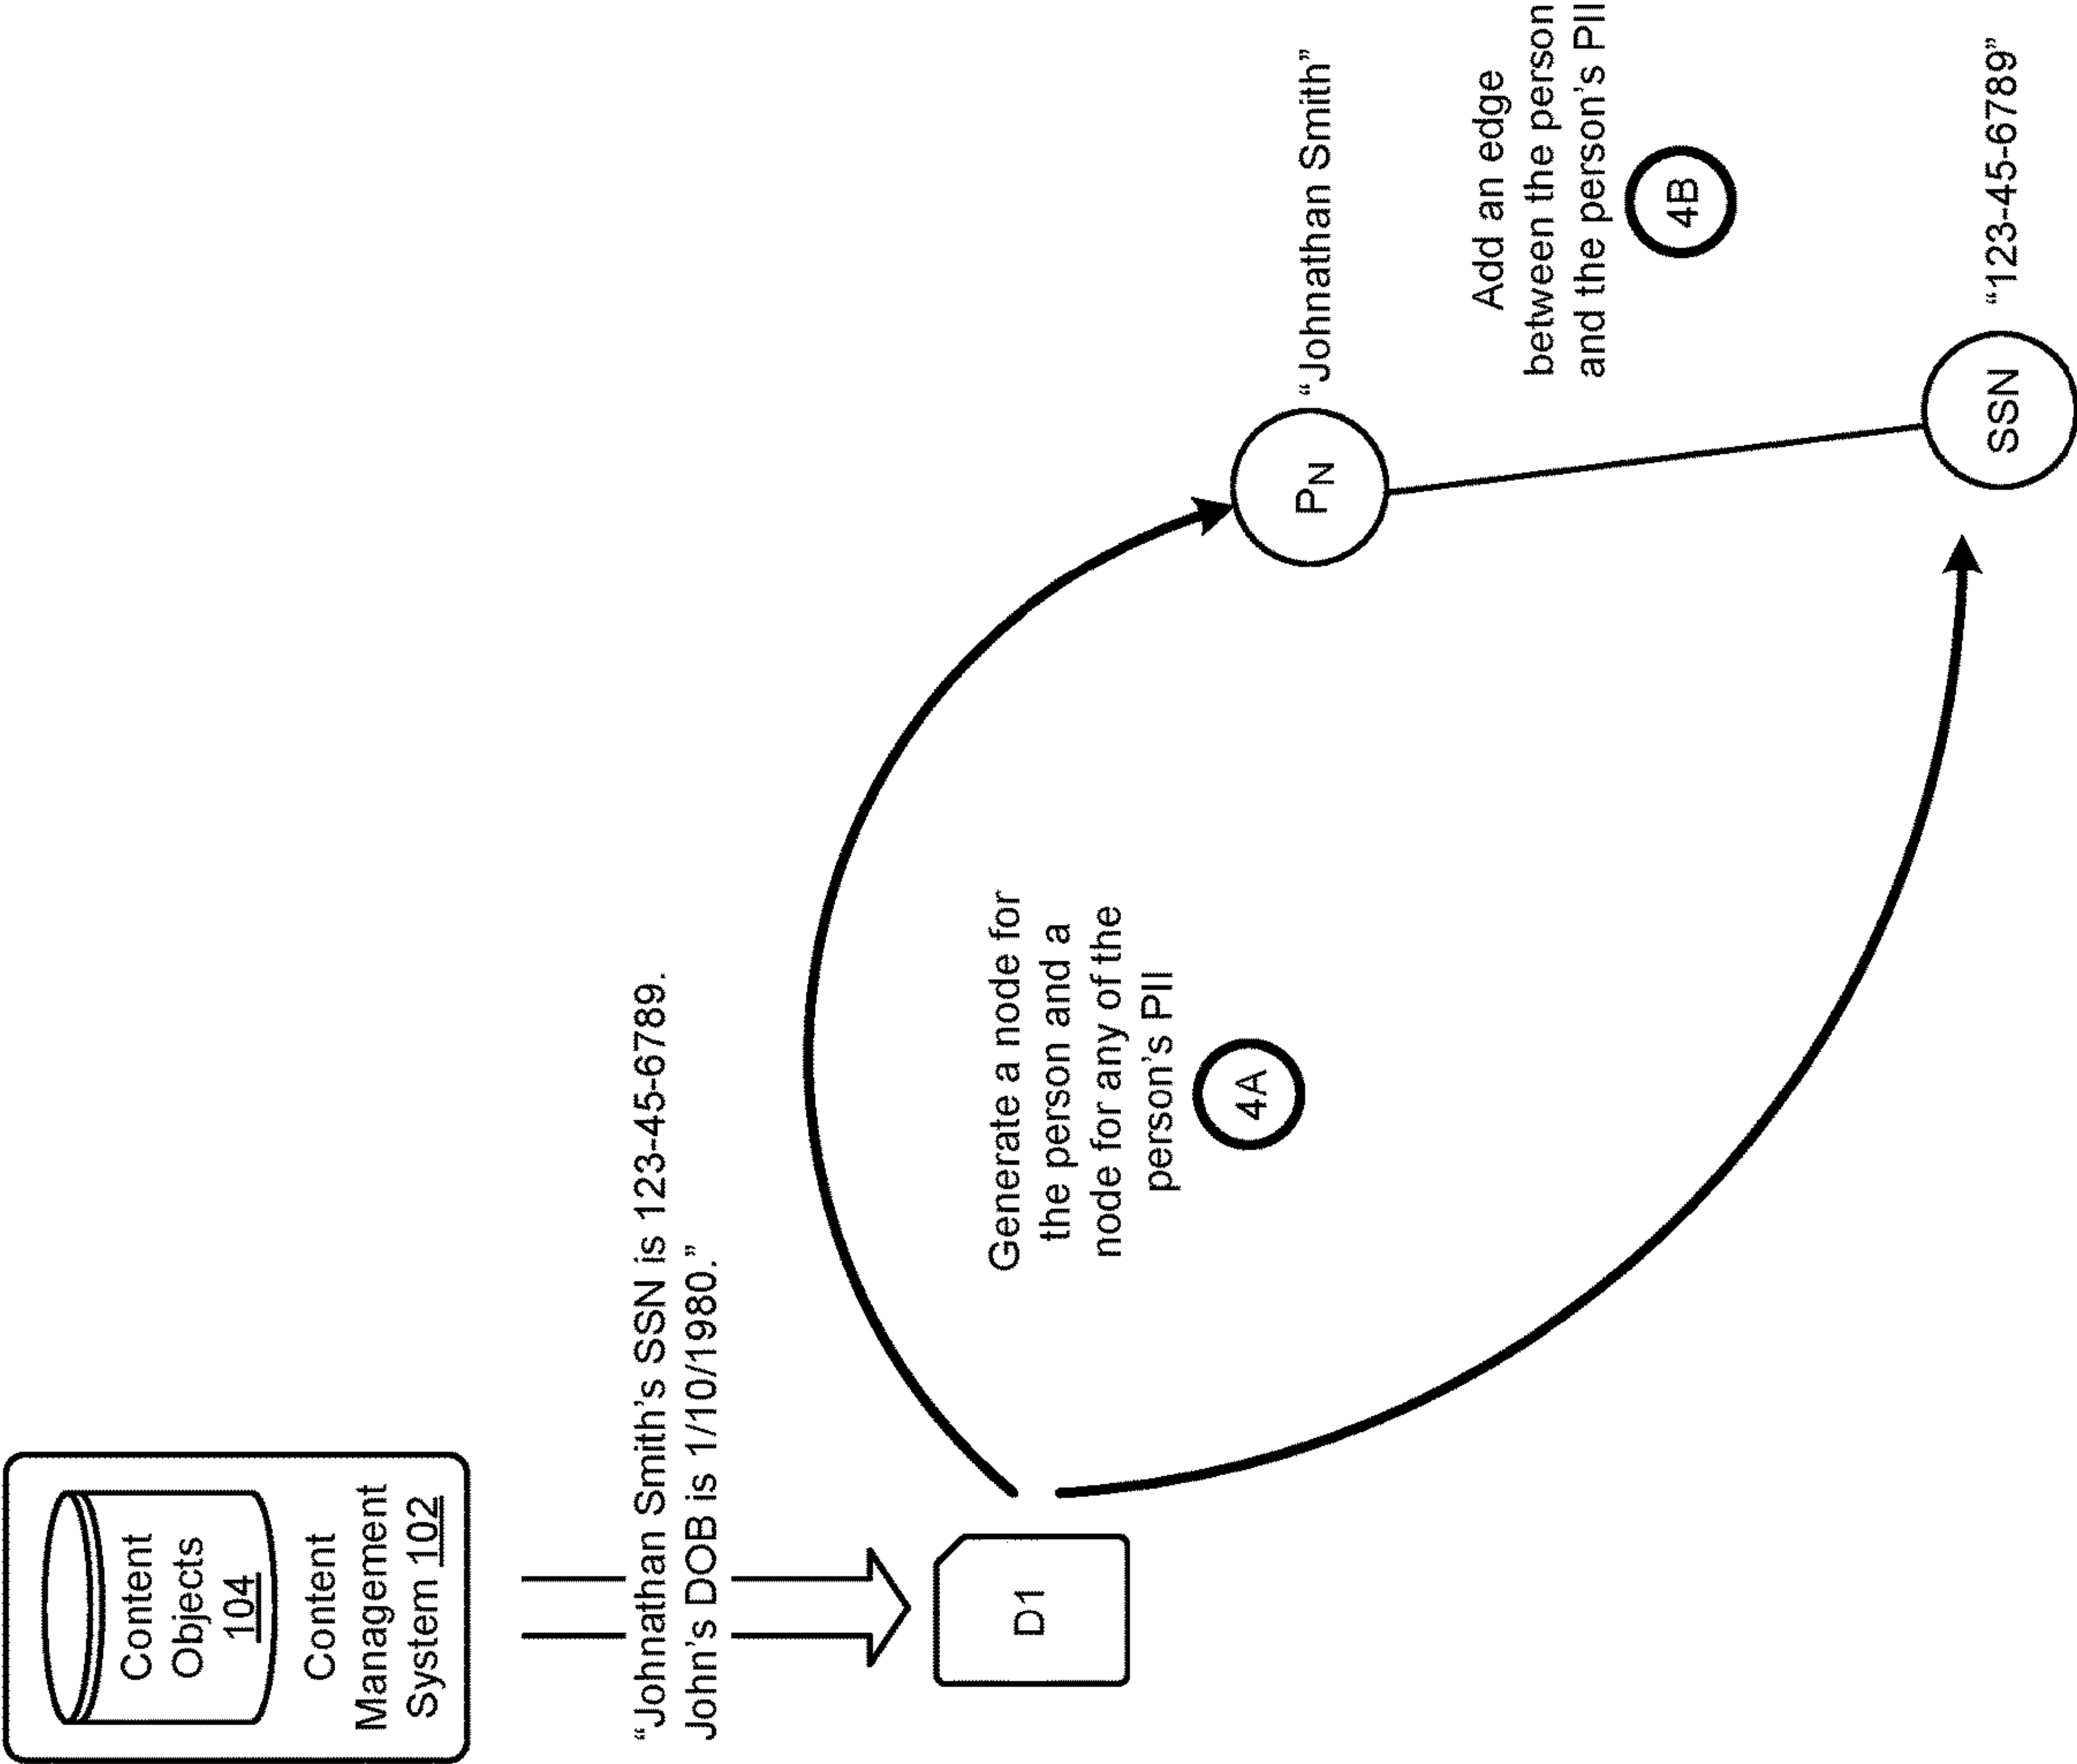 Content
Objects
104
Content
Management
System 102
“Johnathan Smith’s SSN is 123-45-6789.
John’s DOB is 1/10/1980.”
D1
Generate a node for
the person and a
node for any of the
person’s PII
4A
PN
“Johnathan Smith”
Add an edge
between the person
and the person’s PII
4B
SSN
“123-45-6789”